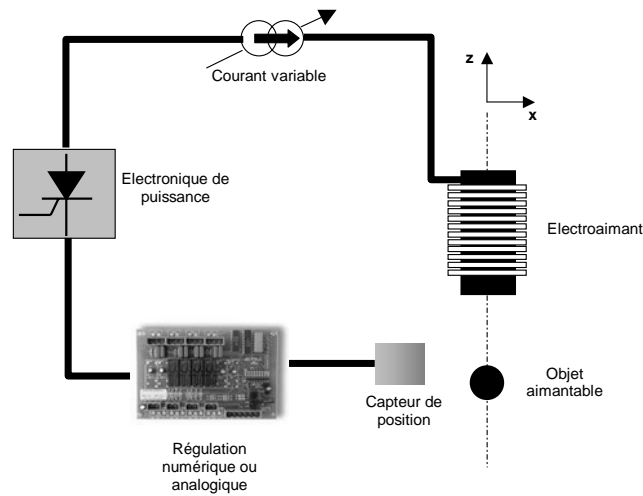 Courant variable
z
x
Electronique de
puissance
Electroaimant
Capteur de
position
Objet
aimantable
Régulation
numérique ou
analogique